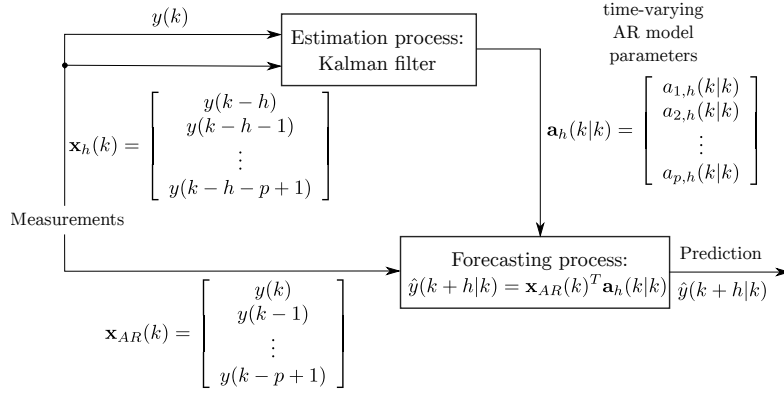 y(k)
Estimation process:
Kalman filter
time-varying
AR model
parameters
x_h(k) = [ y(k − h)
y(k − h − 1)
⋮
y(k − h − p + 1) ]
a_h(k|k) = [ a_{1,h}(k|k)
a_{2,h}(k|k)
⋮
a_{p,h}(k|k) ]
Measurements
Forecasting process:
ŷ(k + h|k) = x_{AR}(k)^T a_h(k|k)
Prediction
ŷ(k + h|k)
x_{AR}(k) = [ y(k)
y(k − 1)
⋮
y(k − p + 1) ]